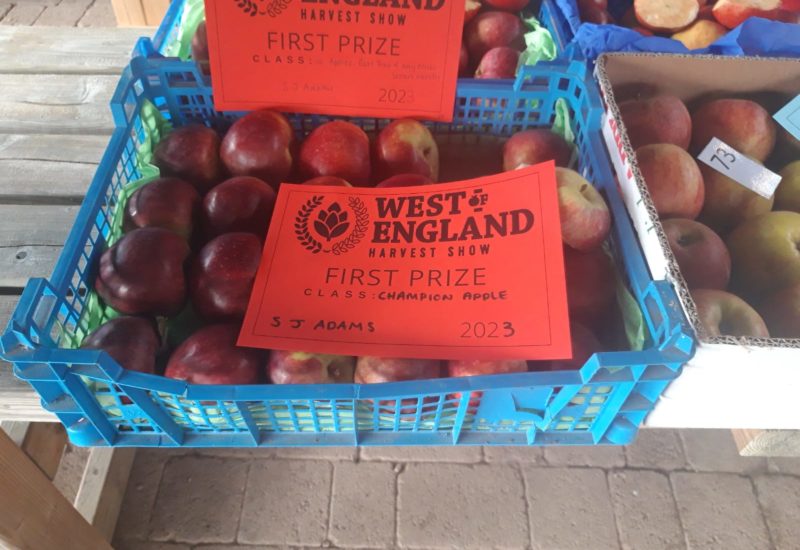 ENGLAND
HARVEST SHOW
FIRST PRIZE
CLASS:
S J ADAMS
2023
WEST OF
ENGLAND
HARVEST SHOW
FIRST PRIZE
CLASS: CHAMPION APPLE
S J ADAMS 2023
73